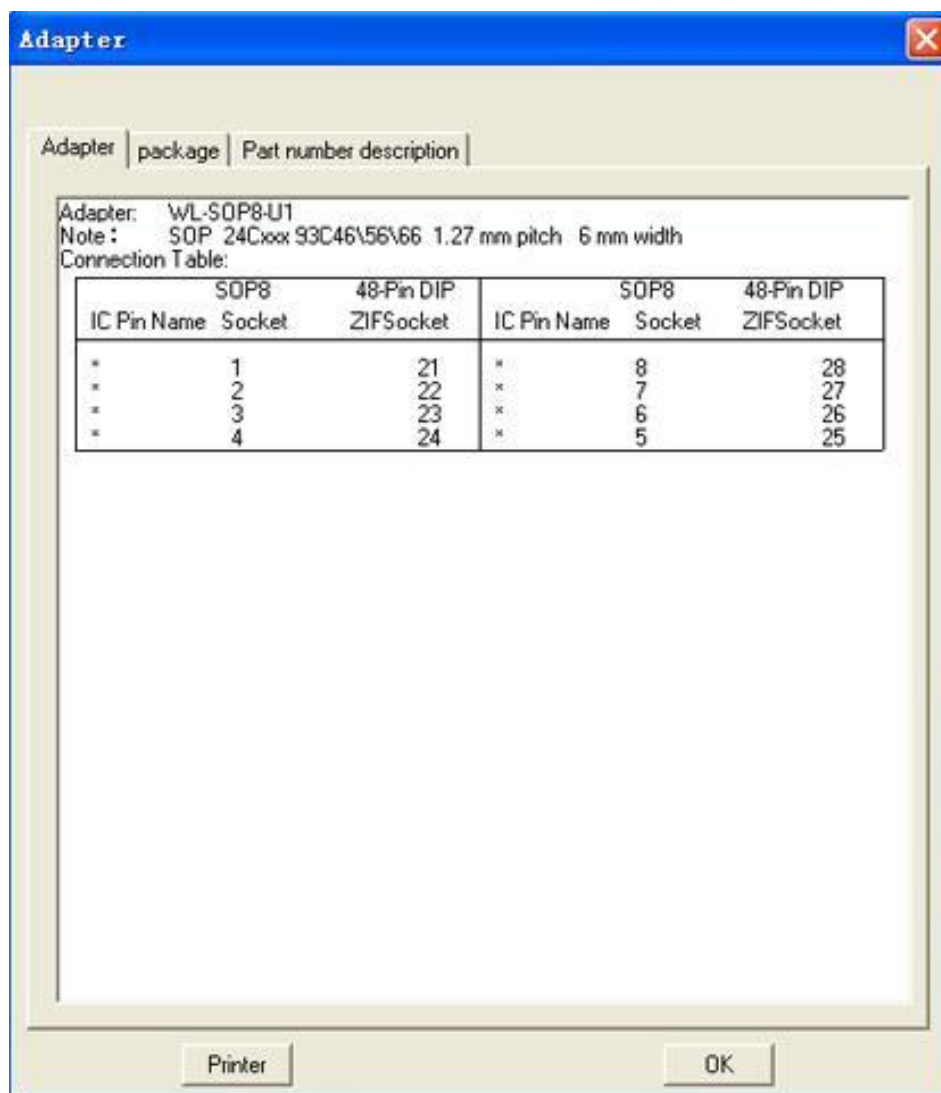 Adapter
Adapter package Part number description
Adapter: WL-SOP8-U1
Note: SOP 24Cxxx 93C46\56\66 1.27 mm pitch 6 mm width
Connection Table:
SOP8 48-Pin DIP SOP8 48-Pin DIP
IC Pin Name Socket ZIFSocket IC Pin Name Socket ZIFSocket
* 1 21 * 8 28
* 2 22 * 7 27
* 3 23 * 6 26
* 4 24 * 5 25
Printer OK